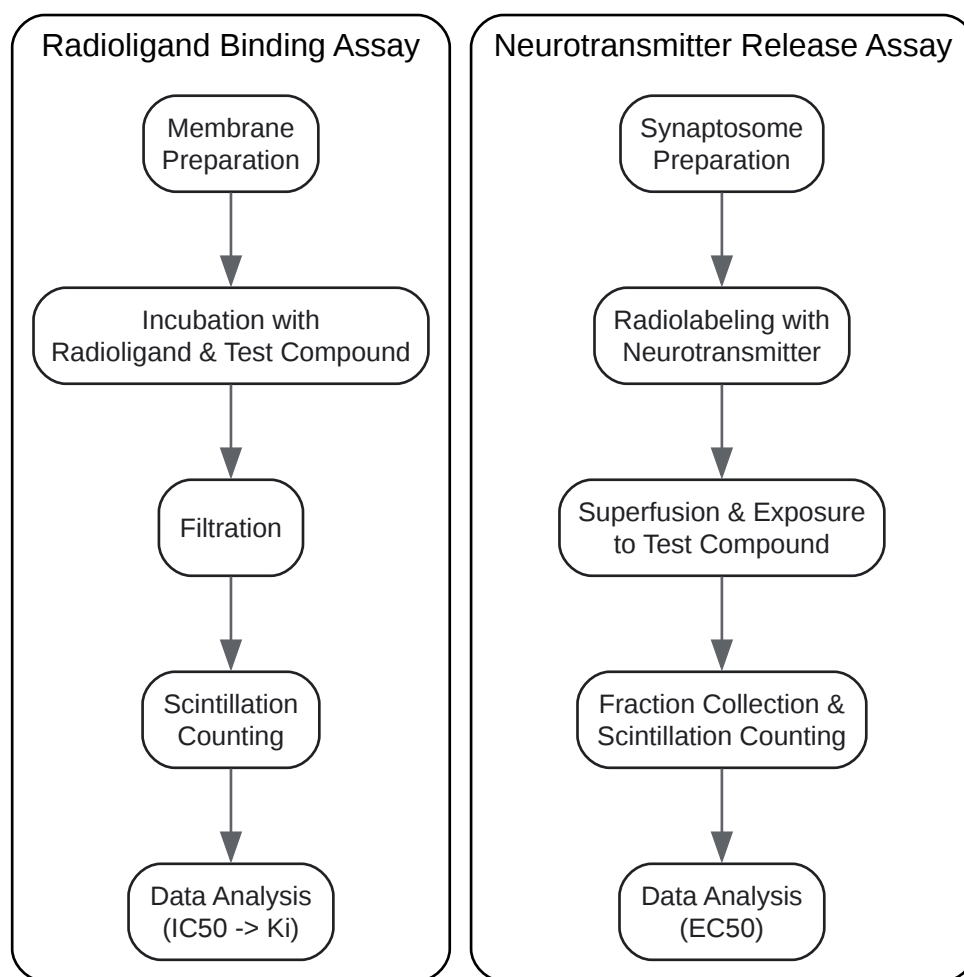 Radioligand Binding Assay
Membrane
Preparation
Incubation with
Radioligand & Test Compound
Filtration
Scintillation
Counting
Data Analysis
(IC50 -> Ki)
Neurotransmitter Release Assay
Synaptosome
Preparation
Radiolabeling with
Neurotransmitter
Superfusion & Exposure
to Test Compound
Fraction Collection &
Scintillation Counting
Data Analysis
(EC50)